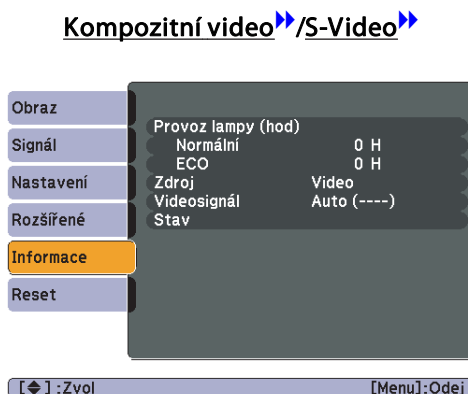 Kompozitní video/S-Video
Obraz
Signál
Nastavení
Rozšířené
Informace
Reset
Provoz lampy (hod)
Normální 0 H
ECO 0 H
Zdroj Video
Videosignál Auto (----)
Stav
[ ] :Zvol [Menu]:Odej